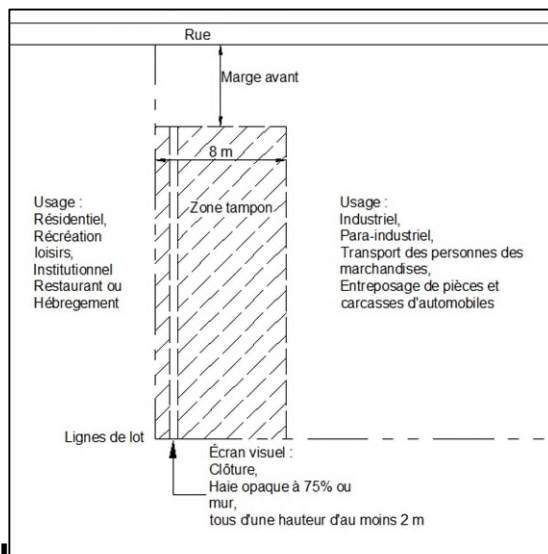 Rue
Marge avant
8 m
Zone tampon
Usage :
Résidentiel,
Récréation
loisirs,
Institutionnel
Restaurant ou
Hébregement
Usage :
Industriel,
Para-industriel,
Transport des personnes des
marchandises,
Entreposage de pièces et
carcasses d'automobiles
Lignes de lot
Écran visuel :
Clôture,
Haie opaque à 75% ou
mur,
tous d'une hauteur d'au moins 2 m